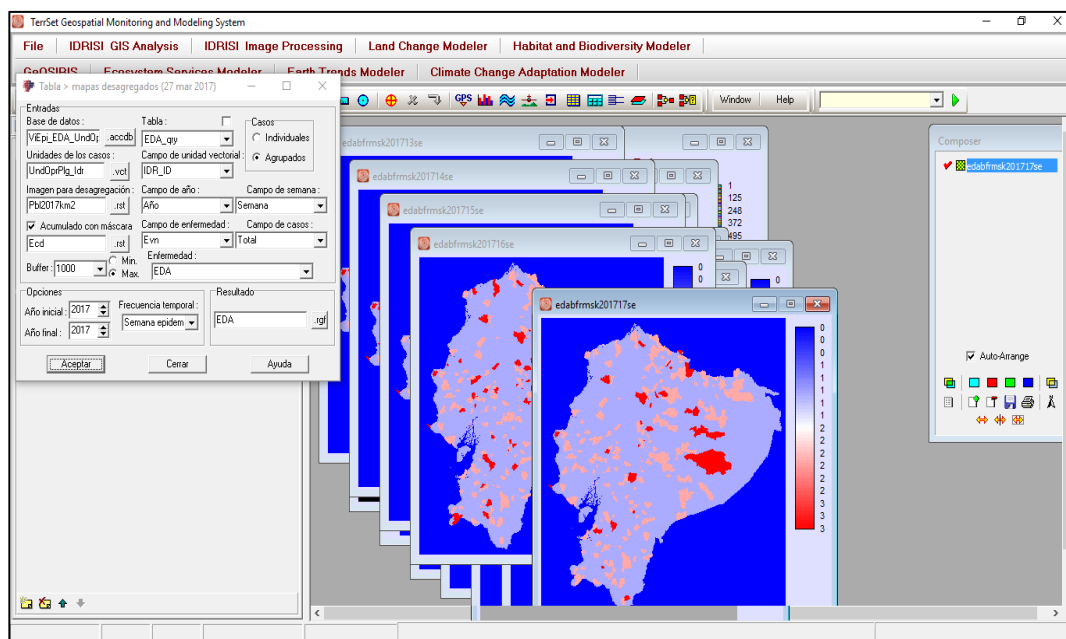 TerrSet Geospatial Monitoring and Modeling System
File IDRISI GIS Analysis IDRISI Image Processing Land Change Modeler Habitat and Biodiversity Modeler
GeOSIRIS Ecosystem Services Modeler Earth Trends Modeler Climate Change Adaptation Modeler
GPS Window Help
Tabla > mapas desagregados (27 mar 2017)
Entradas
Base de datos : Tabla : Casos
ViEpi_EDA_UndOp .accdb EDA_qry Individuales
Agrupados
Unidades de los casos : Campo de unidad vectorial :
UndOprPlg_Idr .vct IDR_ID
Imagen para desagregación : Campo de año : Campo de semana :
Pbl2017km2 .rst Año Semana
Acumulado con máscara Campo de enfermedad : Campo de casos :
Ecd .rst Evn Total
Buffer : 1000 Min. Max. Enfermedad :
EDA
Opciones Resultado
Año inicial : 2017 Frecuencia temporal :
Año final : 2017 Semana epidem EDA .rgf
Aceptar Cerrar Ayuda
edabfrmsk201713se
1
125
248
372
495
edabfrmsk201714se
edabfrmsk201715se
edabfrmsk201716se
0
0
0
edabfrmsk201717se
0
0
0
1
1
1
1
1
2
2
2
2
2
2
3
3
Composer
edabfrmsk201717se
Auto-Arrange